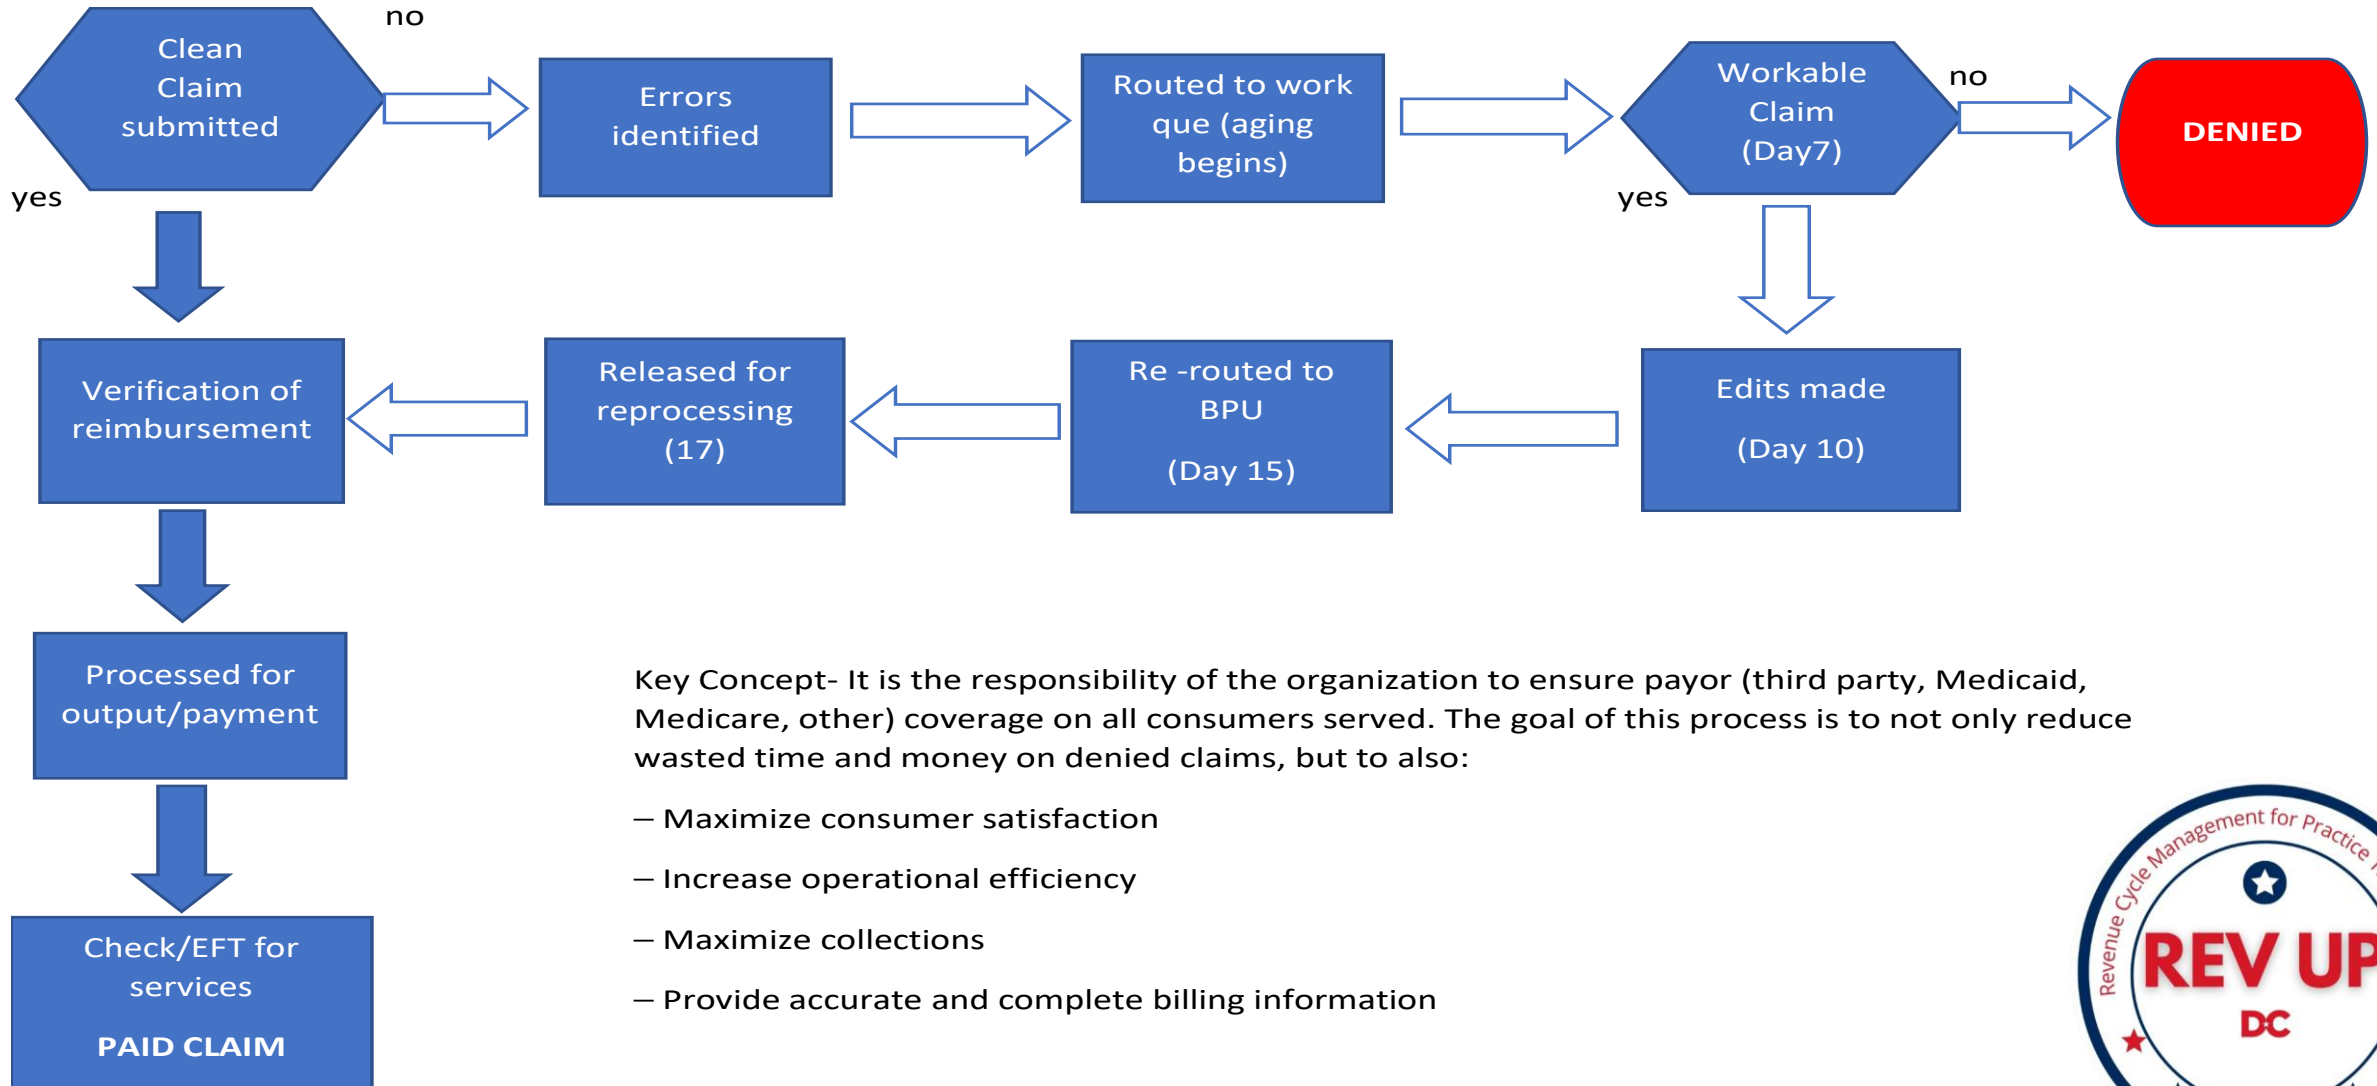 no
Clean
Claim
submitted
yes
Errors
identified
Routed to work
que (aging
begins)
Workable
Claim
(Day7)
no
yes
DENIED
Verification of
reimbursement
Released for
reprocessing
(17)
Re -routed to
BPU
(Day 15)
Edits made
(Day 10)
Processed for
output/payment
Check/EFT for
services
PAID CLAIM
Key Concept- It is the responsibility of the organization to ensure payor (third party, Medicaid,
Medicare, other) coverage on all consumers served. The goal of this process is to not only reduce
wasted time and money on denied claims, but to also:
– Maximize consumer satisfaction
– Increase operational efficiency
– Maximize collections
– Provide accurate and complete billing information
Revenue Cycle Management for Practice
REV UP
DC